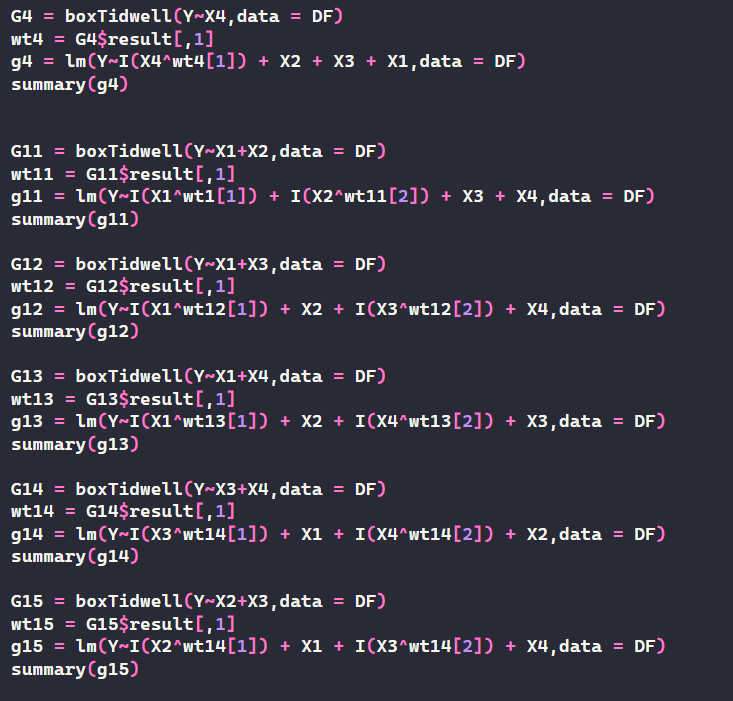 G4 = boxTidwell(Y~X4,data = DF)
wt4 = G4$result[,1]
g4 = lm(Y~I(X4^wt4[1]) + X2 + X3 + X1,data = DF)
summary(g4)
G11 = boxTidwell(Y~X1+X2,data = DF)
wt11 = G11$result[,1]
g11 = lm(Y~I(X1^wt1[1]) + I(X2^wt11[2]) + X3 + X4,data = DF)
summary(g11)
G12 = boxTidwell(Y~X1+X3,data = DF)
wt12 = G12$result[,1]
g12 = lm(Y~I(X1^wt12[1]) + X2 + I(X3^wt12[2]) + X4,data = DF)
summary(g12)
G13 = boxTidwell(Y~X1+X4,data = DF)
wt13 = G13$result[,1]
g13 = lm(Y~I(X1^wt13[1]) + X2 + I(X4^wt13[2]) + X3,data = DF)
summary(g13)
G14 = boxTidwell(Y~X3+X4,data = DF)
wt14 = G14$result[,1]
g14 = lm(Y~I(X3^wt14[1]) + X1 + I(X4^wt14[2]) + X2,data = DF)
summary(g14)
G15 = boxTidwell(Y~X2+X3,data = DF)
wt15 = G15$result[,1]
g15 = lm(Y~I(X2^wt14[1]) + X1 + I(X3^wt14[2]) + X4,data = DF)
summary(g15)